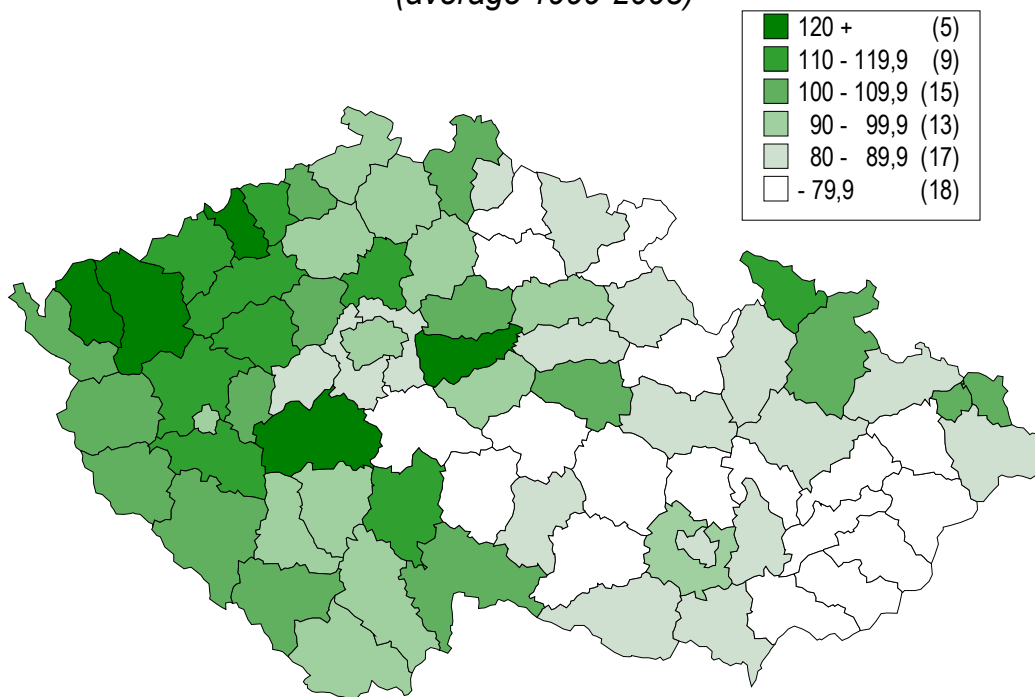 120 + (5)
110 - 119,9 (9)
100 - 109,9 (15)
90 - 99,9 (13)
80 - 89,9 (17)
- 79,9 (18)